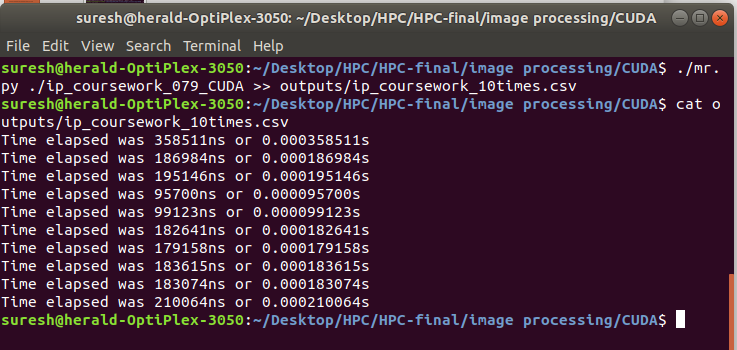 suresh@herald-OptiPlex-3050: ~/Desktop/HPC/HPC-final/image processing/CUDA
File Edit View Search Terminal Help
suresh@herald-OptiPlex-3050:~/Desktop/HPC/HPC-final/image processing/CUDA$ ./mr.
py ./ip_coursework_079_CUDA >> outputs/ip_coursework_10times.csv
suresh@herald-OptiPlex-3050:~/Desktop/HPC/HPC-final/image processing/CUDA$ cat o
utputs/ip_coursework_10times.csv
Time elapsed was 358511ns or 0.000358511s
Time elapsed was 186984ns or 0.000186984s
Time elapsed was 195146ns or 0.000195146s
Time elapsed was 95700ns or 0.000095700s
Time elapsed was 99123ns or 0.000099123s
Time elapsed was 182641ns or 0.000182641s
Time elapsed was 179158ns or 0.000179158s
Time elapsed was 183615ns or 0.000183615s
Time elapsed was 183074ns or 0.000183074s
Time elapsed was 210064ns or 0.000210064s
suresh@herald-OptiPlex-3050:~/Desktop/HPC/HPC-final/image processing/CUDA$